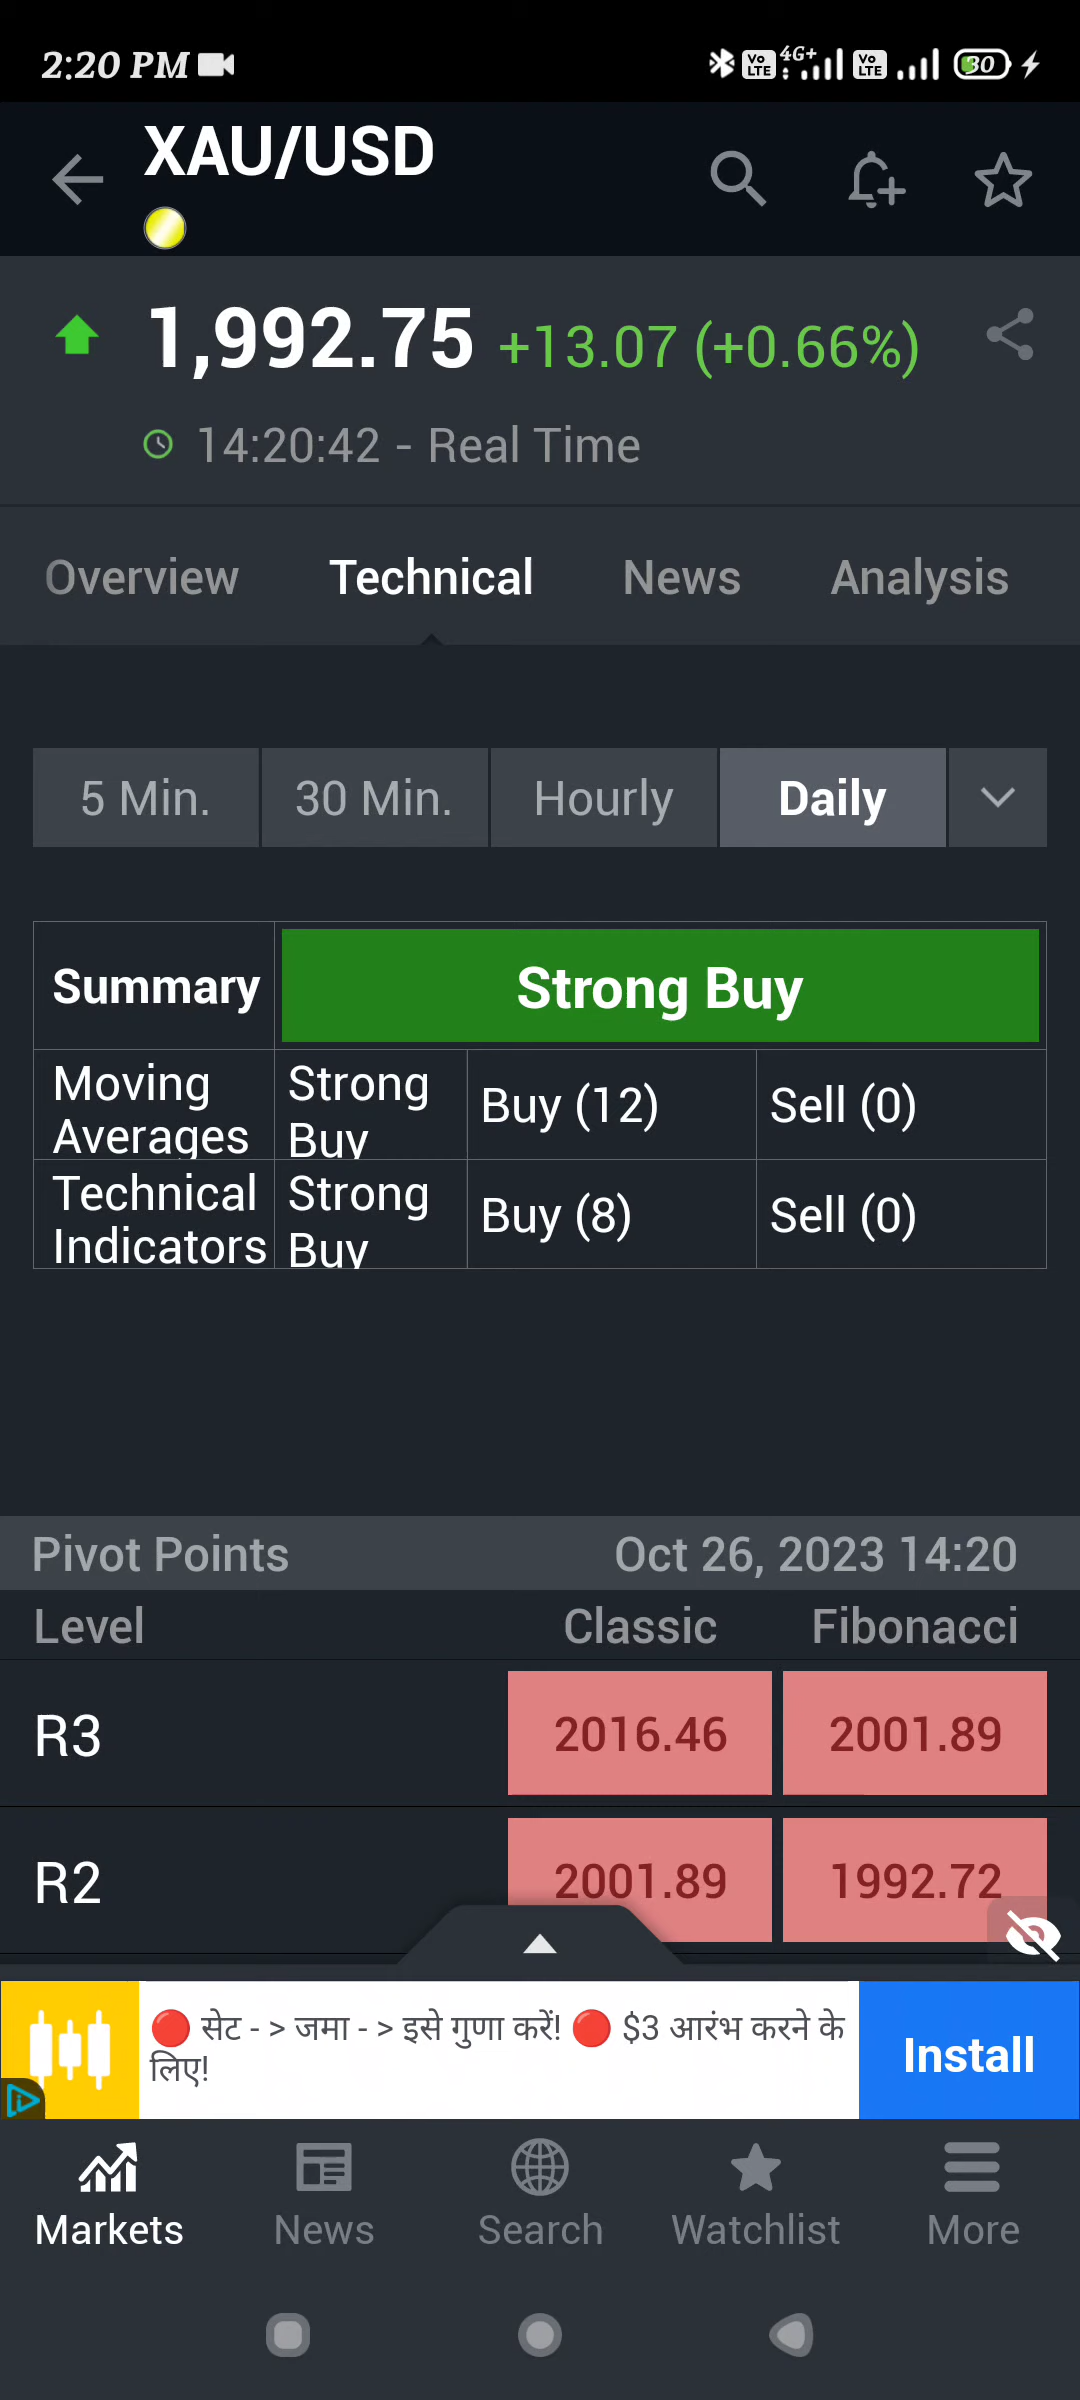 2:20 PM
4G+ Vo LTE Vo LTE 30
XAU/USD
1,992.75 +13.07 (+0.66%)
14:20:42 - Real Time
Overview Technical News Analysis
5 Min. 30 Min. Hourly Daily
Summary Strong Buy
Moving Averages Strong Buy Buy (12) Sell (0)
Technical Indicators Strong Buy Buy (8) Sell (0)
Pivot Points Oct 26, 2023 14:20
Level Classic Fibonacci
R3 2016.46 2001.89
R2 2001.89 1992.72
🔴 सेट - > जमा - > इसे गुणा करें! 🔴 $3 आरंभ करने के
लिए!
Install
Markets News Search Watchlist More